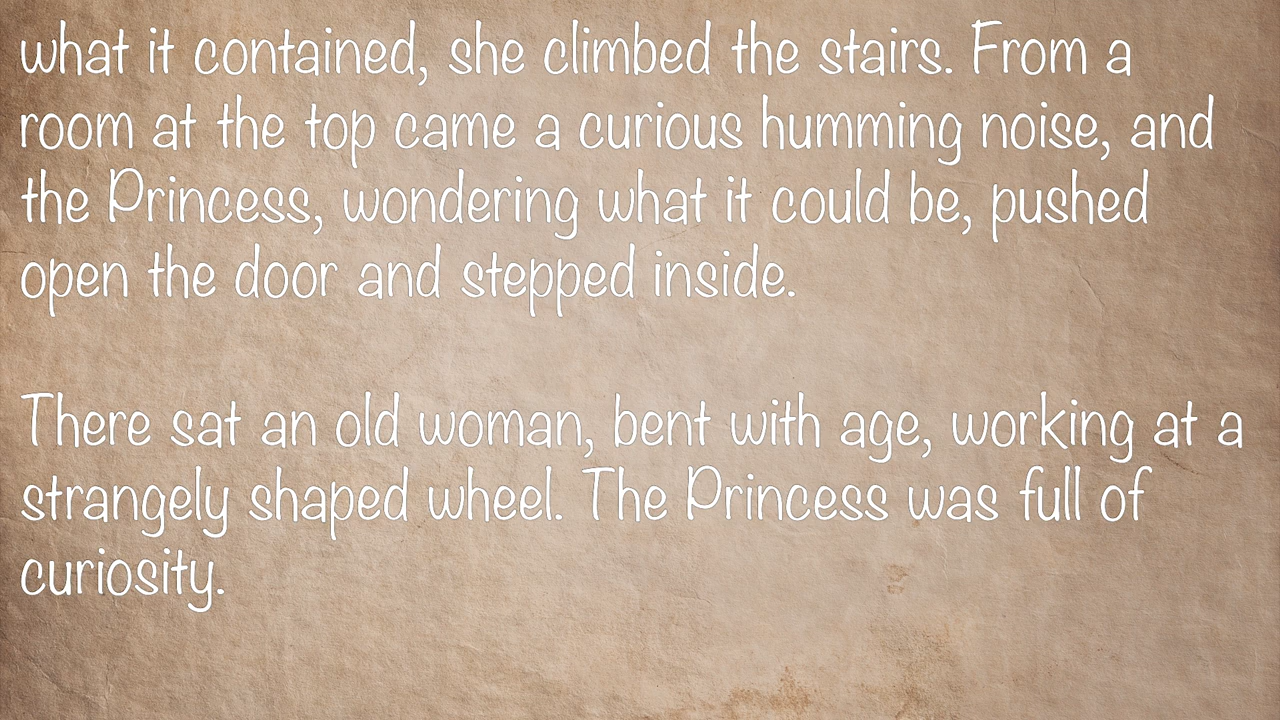 what it contained, she climbed the stairs. From a
room at the top came a curious humming noise, and
the Princess, wondering what it could be, pushed
open the door and stepped inside.
There sat an old woman, bent with age, working at a
strangely shaped wheel. The Princess was full of
curiosity.